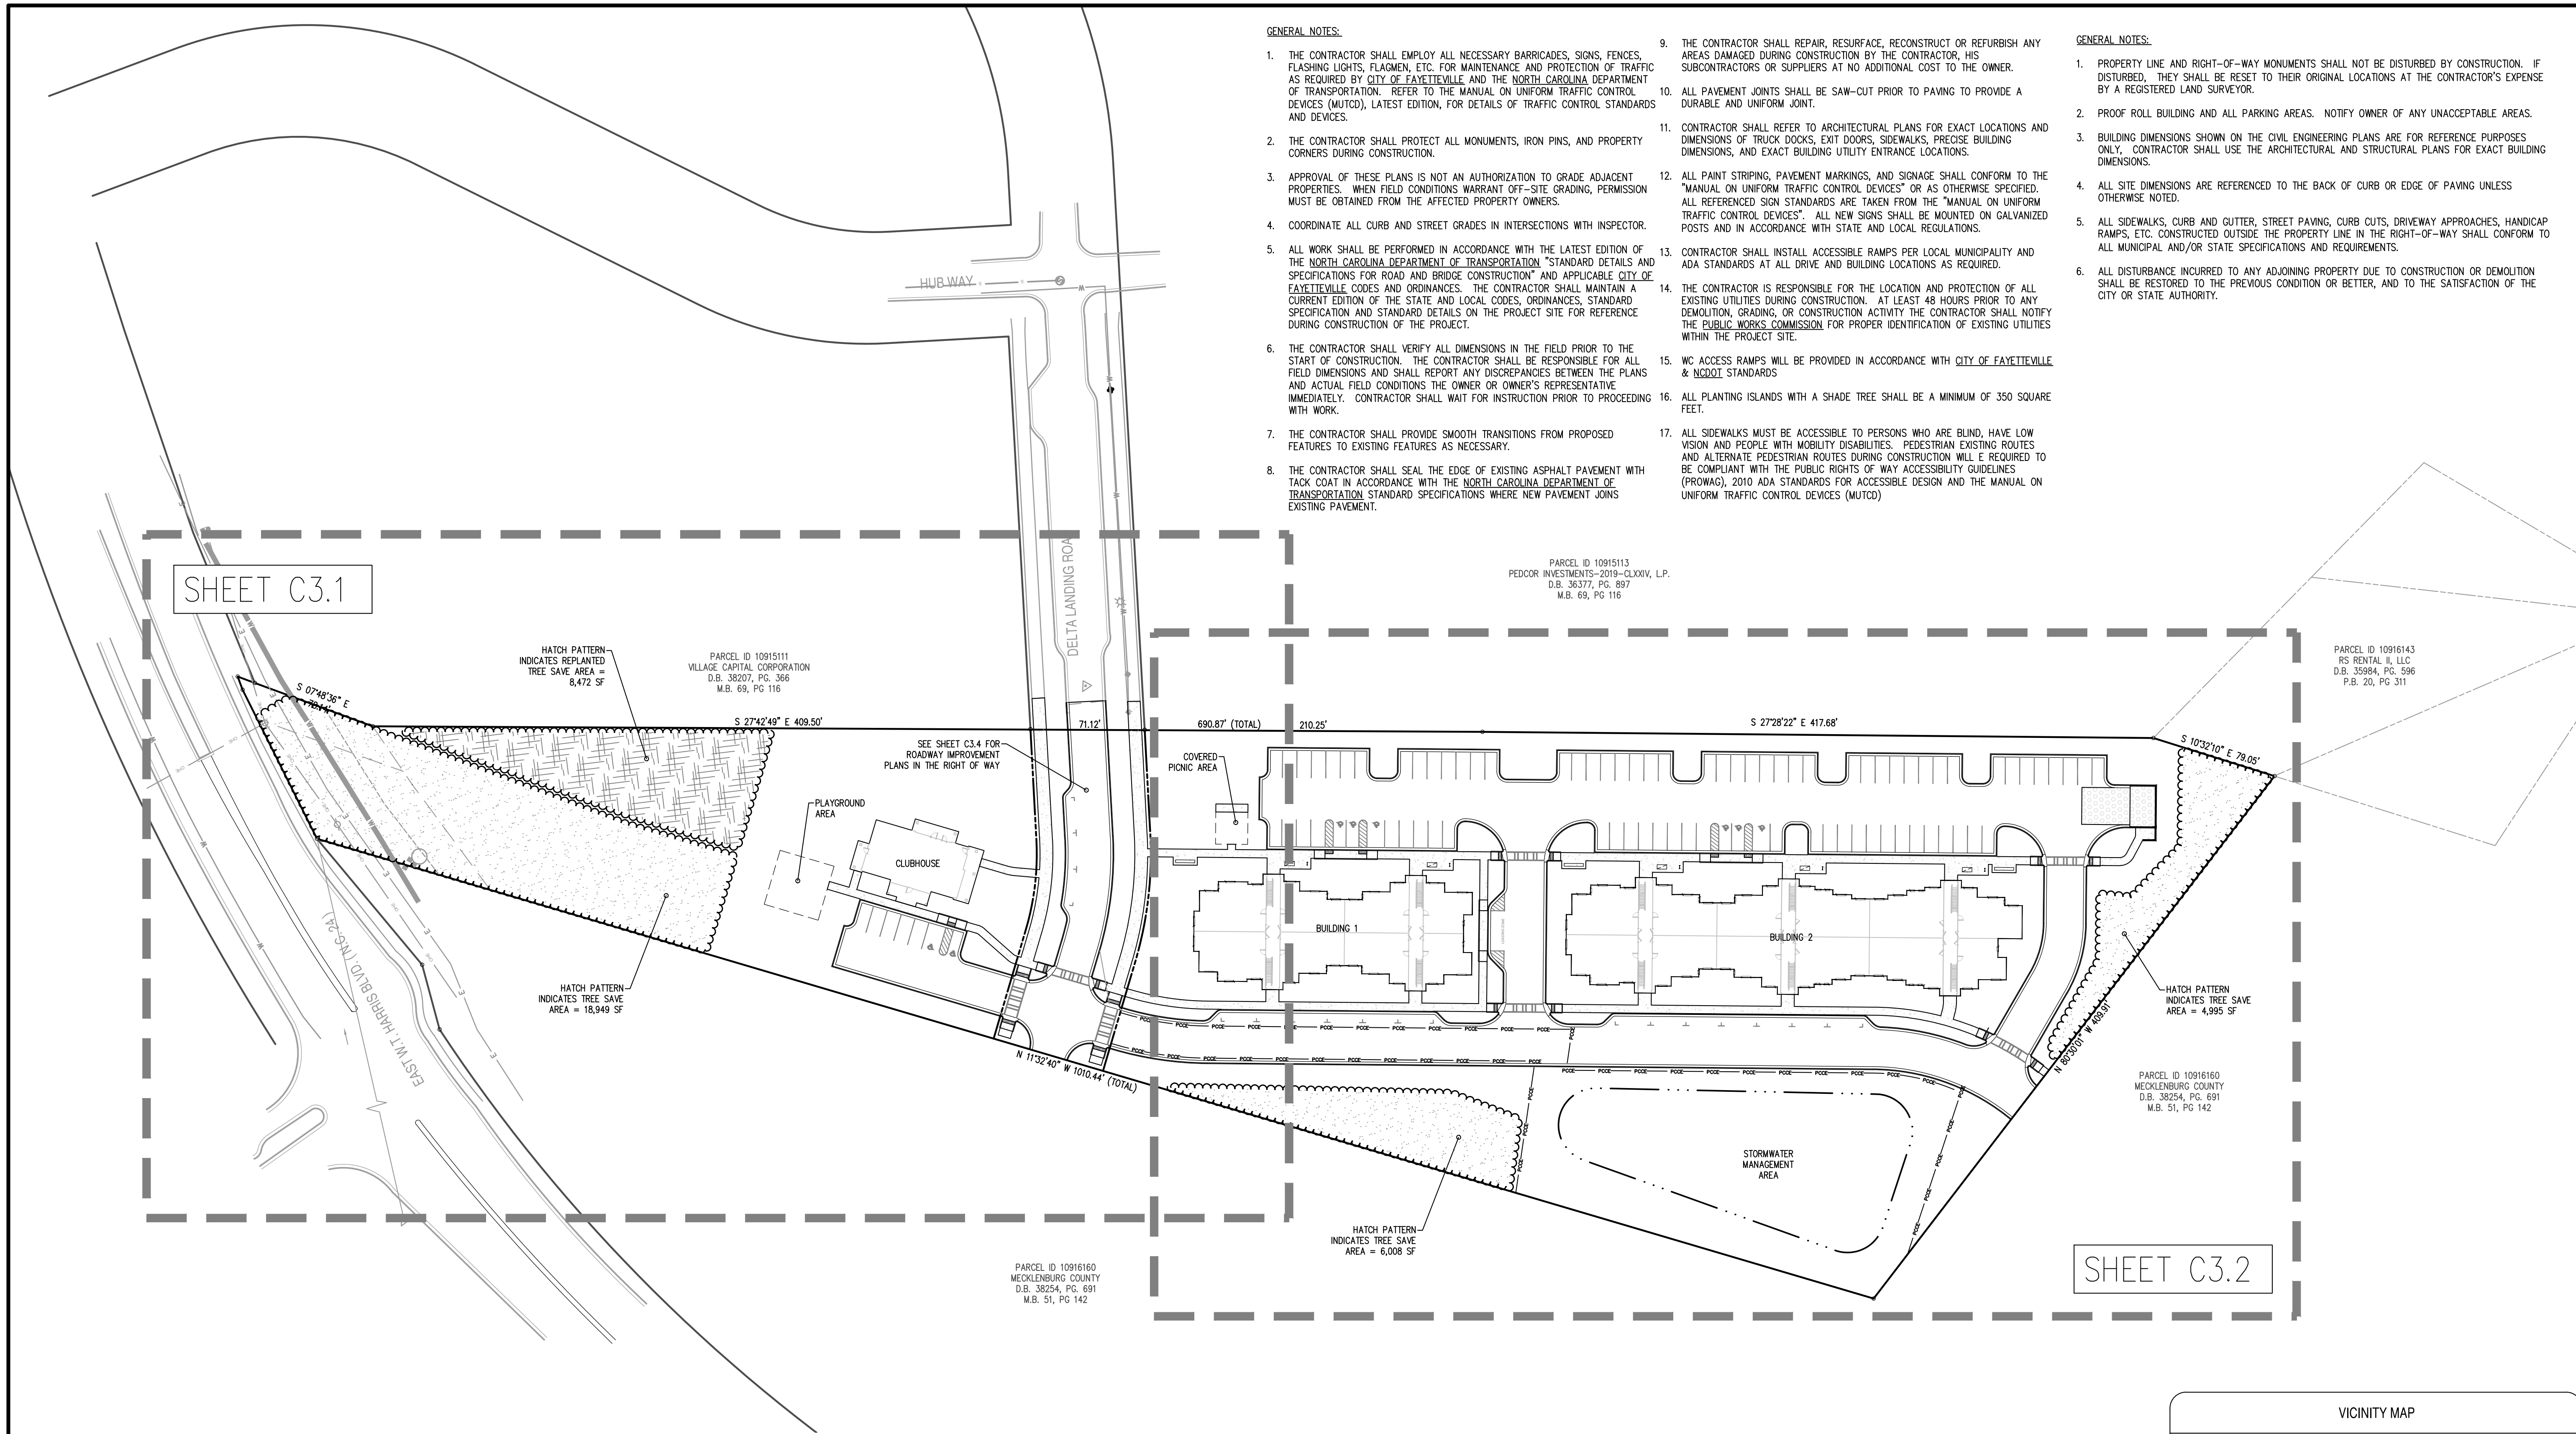 GENERAL NOTES:
1. THE CONTRACTOR SHALL EMPLOY ALL NECESSARY BARRICADES, SIGNS, FENCES,
FLASHING LIGHTS, FLAGMEN, ETC. FOR MAINTENANCE AND PROTECTION OF TRAFFIC
AS REQUIRED BY CITY OF FAYETTEVILLE AND THE NORTH CAROLINA DEPARTMENT
OF TRANSPORTATION. REFER TO THE MANUAL ON UNIFORM TRAFFIC CONTROL
DEVICES (MUTCD), LATEST EDITION, FOR DETAILS OF TRAFFIC CONTROL STANDARDS
AND DEVICES.
2. THE CONTRACTOR SHALL PROTECT ALL MONUMENTS, IRON PINS, AND PROPERTY
CORNERS DURING CONSTRUCTION.
3. APPROVAL OF THESE PLANS IS NOT AN AUTHORIZATION TO GRADE ADJACENT
PROPERTIES. WHEN FIELD CONDITIONS WARRANT OFF-SITE GRADING, PERMISSION
MUST BE OBTAINED FROM THE AFFECTED PROPERTY OWNERS.
4. COORDINATE ALL CURB AND STREET GRADES IN INTERSECTIONS WITH INSPECTOR.
5. ALL WORK SHALL BE PERFORMED IN ACCORDANCE WITH THE LATEST EDITION OF
THE NORTH CAROLINA DEPARTMENT OF TRANSPORTATION "STANDARD DETAILS AND
SPECIFICATIONS FOR ROAD AND BRIDGE CONSTRUCTION" AND APPLICABLE CITY OF
FAYETTEVILLE CODES AND ORDINANCES. THE CONTRACTOR SHALL MAINTAIN A
CURRENT EDITION OF THE STATE AND LOCAL CODES, ORDINANCES, STANDARD
SPECIFICATION AND STANDARD DETAILS ON THE PROJECT SITE FOR REFERENCE
DURING CONSTRUCTION OF THE PROJECT.
6. THE CONTRACTOR SHALL VERIFY ALL DIMENSIONS IN THE FIELD PRIOR TO THE
START OF CONSTRUCTION. THE CONTRACTOR SHALL BE RESPONSIBLE FOR ALL
FIELD DIMENSIONS AND SHALL REPORT ANY DISCREPANCIES BETWEEN THE PLANS
AND ACTUAL FIELD CONDITIONS THE OWNER OR OWNER'S REPRESENTATIVE
IMMEDIATELY. CONTRACTOR SHALL WAIT FOR INSTRUCTION PRIOR TO PROCEEDING
WITH WORK.
7. THE CONTRACTOR SHALL PROVIDE SMOOTH TRANSITIONS FROM PROPOSED
FEATURES TO EXISTING FEATURES AS NECESSARY.
8. THE CONTRACTOR SHALL SEAL THE EDGE OF EXISTING ASPHALT PAVEMENT WITH
TACK COAT IN ACCORDANCE WITH THE NORTH CAROLINA DEPARTMENT OF
TRANSPORTATION STANDARD SPECIFICATIONS WHERE NEW PAVEMENT JOINS
EXISTING PAVEMENT.
9. THE CONTRACTOR SHALL REPAIR, RESURFACE, RECONSTRUCT OR REFURBISH ANY
AREAS DAMAGED DURING CONSTRUCTION BY THE CONTRACTOR, HIS
SUBCONTRACTORS OR SUPPLIERS AT NO ADDITIONAL COST TO THE OWNER.
10. ALL PAVEMENT JOINTS SHALL BE SAW-CUT PRIOR TO PAVING TO PROVIDE A
DURABLE AND UNIFORM JOINT.
11. CONTRACTOR SHALL REFER TO ARCHITECTURAL PLANS FOR EXACT LOCATIONS AND
DIMENSIONS OF TRUCK DOCKS, EXIT DOORS, SIDEWALKS, PRECISE BUILDING
DIMENSIONS, AND EXACT BUILDING UTILITY ENTRANCE LOCATIONS.
12. ALL PAINT STRIPING, PAVEMENT MARKINGS, AND SIGNAGE SHALL CONFORM TO THE
"MANUAL ON UNIFORM TRAFFIC CONTROL DEVICES" OR AS OTHERWISE SPECIFIED.
ALL REFERENCED SIGN STANDARDS ARE TAKEN FROM THE "MANUAL ON UNIFORM
TRAFFIC CONTROL DEVICES". ALL NEW SIGNS SHALL BE MOUNTED ON GALVANIZED
POSTS AND IN ACCORDANCE WITH STATE AND LOCAL REGULATIONS.
13. CONTRACTOR SHALL INSTALL ACCESSIBLE RAMPS PER LOCAL MUNICIPALITY AND
ADA STANDARDS AT ALL DRIVE AND BUILDING LOCATIONS AS REQUIRED.
14. THE CONTRACTOR IS RESPONSIBLE FOR THE LOCATION AND PROTECTION OF ALL
EXISTING UTILITIES DURING CONSTRUCTION. AT LEAST 48 HOURS PRIOR TO ANY
DEMOLITION, GRADING, OR CONSTRUCTION ACTIVITY THE CONTRACTOR SHALL NOTIFY
THE PUBLIC WORKS COMMISSION FOR PROPER IDENTIFICATION OF EXISTING UTILITIES
WITHIN THE PROJECT SITE.
15. WC ACCESS RAMPS WILL BE PROVIDED IN ACCORDANCE WITH CITY OF FAYETTEVILLE
& NCDOT STANDARDS
16. ALL PLANTING ISLANDS WITH A SHADE TREE SHALL BE A MINIMUM OF 350 SQUARE
FEET.
17. ALL SIDEWALKS MUST BE ACCESSIBLE TO PERSONS WHO ARE BLIND, HAVE LOW
VISION AND PEOPLE WITH MOBILITY DISABILITIES. PEDESTRIAN EXISTING ROUTES
AND ALTERNATE PEDESTRIAN ROUTES DURING CONSTRUCTION WILL E REQUIRED TO
BE COMPLIANT WITH THE PUBLIC RIGHTS OF WAY ACCESSIBILITY GUIDELINES
(PROWAG), 2010 ADA STANDARDS FOR ACCESSIBLE DESIGN AND THE MANUAL ON
UNIFORM TRAFFIC CONTROL DEVICES (MUTCD)
GENERAL NOTES:
1. PROPERTY LINE AND RIGHT-OF-WAY MONUMENTS SHALL NOT BE DISTURBED BY CONSTRUCTION. IF
DISTURBED, THEY SHALL BE RESET TO THEIR ORIGINAL LOCATIONS AT THE CONTRACTOR'S EXPENSE
BY A REGISTERED LAND SURVEYOR.
2. PROOF ROLL BUILDING AND ALL PARKING AREAS. NOTIFY OWNER OF ANY UNACCEPTABLE AREAS.
3. BUILDING DIMENSIONS SHOWN ON THE CIVIL ENGINEERING PLANS ARE FOR REFERENCE PURPOSES
ONLY, CONTRACTOR SHALL USE THE ARCHITECTURAL AND STRUCTURAL PLANS FOR EXACT BUILDING
DIMENSIONS.
4. ALL SITE DIMENSIONS ARE REFERENCED TO THE BACK OF CURB OR EDGE OF PAVING UNLESS
OTHERWISE NOTED.
5. ALL SIDEWALKS, CURB AND GUTTER, STREET PAVING, CURB CUTS, DRIVEWAY APPROACHES, HANDICAP
RAMPS, ETC. CONSTRUCTED OUTSIDE THE PROPERTY LINE IN THE RIGHT-OF-WAY SHALL CONFORM TO
ALL MUNICIPAL AND/OR STATE SPECIFICATIONS AND REQUIREMENTS.
6. ALL DISTURBANCE INCURRED TO ANY ADJOINING PROPERTY DUE TO CONSTRUCTION OR DEMOLITION
SHALL BE RESTORED TO THE PREVIOUS CONDITION OR BETTER, AND TO THE SATISFACTION OF THE
CITY OR STATE AUTHORITY.
HUB WAY
DELTA LANDING ROA
SHEET C3.1
PARCEL ID 10915113
PEDCOR INVESTMENTS-2019-CLXXIV, L.P.
D.B. 36377, PG. 897
M.B. 69, PG 116
HATCH PATTERN
INDICATES REPLANTED
TREE SAVE AREA =
8,472 SF
PARCEL ID 10915111
VILLAGE CAPITAL CORPORATION
D.B. 38207, PG. 366
M.B. 69, PG 116
PARCEL ID 10916143
RS RENTAL II, LLC
D.B. 35984, PG. 596
P.B. 20, PG 311
S 07°48'36" E
S 27°42'49" E 409.50'
71.12'
690.87' (TOTAL)
210.25'
S 27°28'22" E 417.68'
S 10°32'10" E 79.05'
SEE SHEET C3.4 FOR
ROADWAY IMPROVEMENT
PLANS IN THE RIGHT OF WAY
COVERED
PICNIC AREA
PLAYGROUND
AREA
CLUBHOUSE
BUILDING 1
BUILDING 2
HATCH PATTERN
INDICATES TREE SAVE
AREA = 18,949 SF
HATCH PATTERN
INDICATES TREE SAVE
AREA = 4,995 SF
EAST W.T. HARRIS BLVD. (N.C. 24)
N 11°32'40" W 1010.44' (TOTAL)
N 80°30'01" W 409.91'
PARCEL ID 10916160
MECKLENBURG COUNTY
D.B. 38254, PG. 691
M.B. 51, PG 142
STORMWATER
MANAGEMENT
AREA
HATCH PATTERN
INDICATES TREE SAVE
AREA = 6,008 SF
PARCEL ID 10916160
MECKLENBURG COUNTY
D.B. 38254, PG. 691
M.B. 51, PG 142
SHEET C3.2
VICINITY MAP